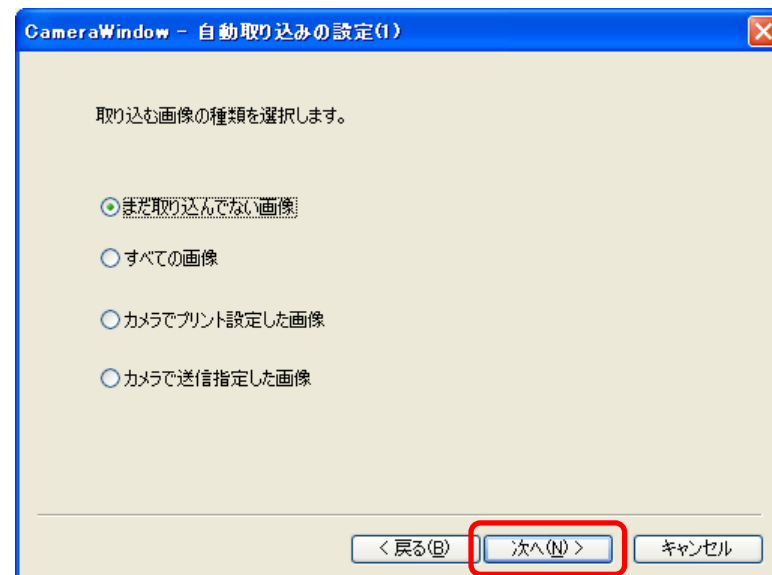 CameraWindow - 自動取り込みの設定(1)
取り込む画像の種類を選択します。
まだ取り込んでない画像
すべての画像
カメラでプリント設定した画像
カメラで送信指定した画像
< 戻る(B) 次へ(N) > キャンセル